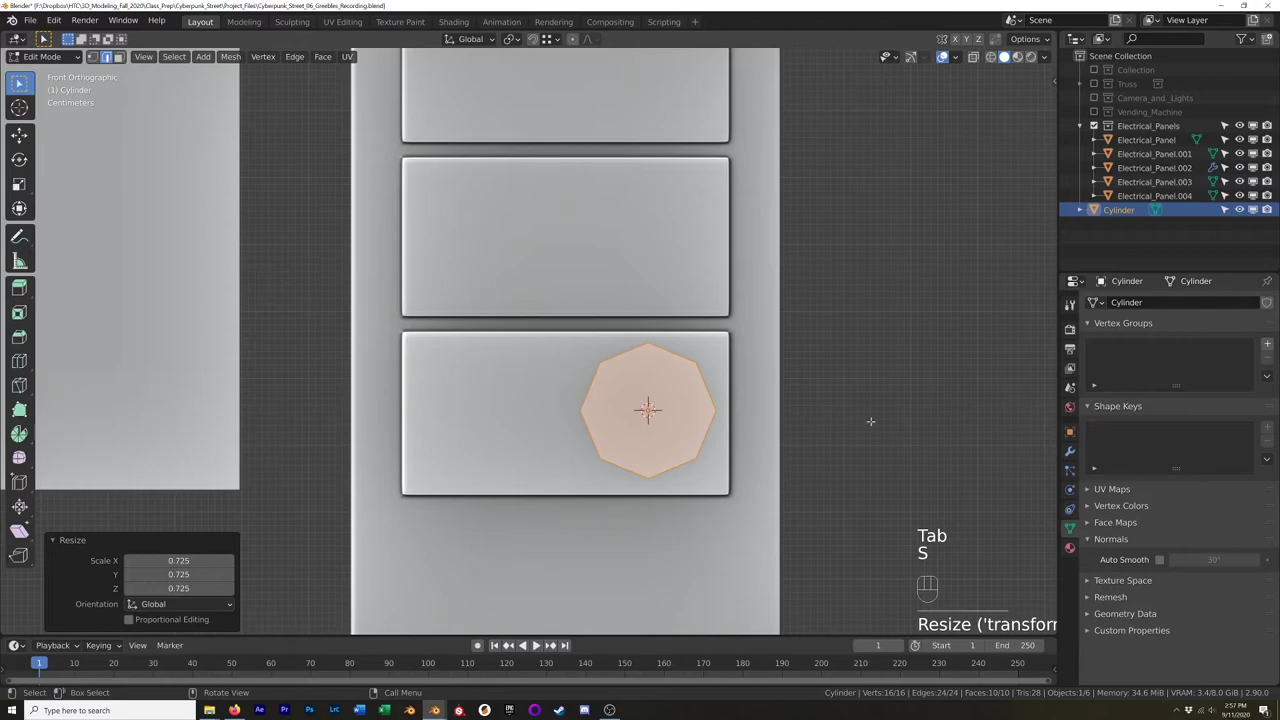 Blender* [C:\Dropbox\HTC\3D_Modeling_Fall_2020\Class_Prep\Cyberpunk_Street\Project_Files\Cyberpunk_Street_06_Greebles_Recording.blend]
File Edit Render Window Help
Layout Modeling Sculpting UV Editing Texture Paint Shading Animation Rendering Compositing Scripting
Scene
View Layer
Global
Options
Edit Mode
View Select Add Mesh Vertex Edge Face UV
Front Orthographic
(1) Cylinder
Centimeters
Scene Collection
Collection
Truss
Camera_and_Lights
Vending_Machine
Electrical_Panels
Electrical_Panel
Electrical_Panel.001
Electrical_Panel.002
Electrical_Panel.003
Electrical_Panel.004
Cylinder
Cylinder Cylinder
Cylinder
Vertex Groups
Shape Keys
UV Maps
Vertex Colors
Face Maps
Normals
Auto Smooth 30°
Texture Space
Remesh
Geometry Data
Custom Properties
Resize
Scale X 0.725
Y 0.725
Z 0.725
Orientation Global
Proportional Editing
Tab
S
Resize ('transforn
Playback Keying View Marker
1 Start 1 End 250
1 10 20 30 40 50 60 70 80 90 100 110 120 130 140 150 160 170 180 190 200 210 220 230 240 250
Select Box Select Rotate View Call Menu
Cylinder | Verts:16/16 | Edges:24/24 | Faces:10/10 | Tris:28 | Objects:1/6 | Memory: 34.6 MiB | VRAM: 3.4/8.0 GiB | 2.90.0
Type here to search
2:57 PM
9/11/2020